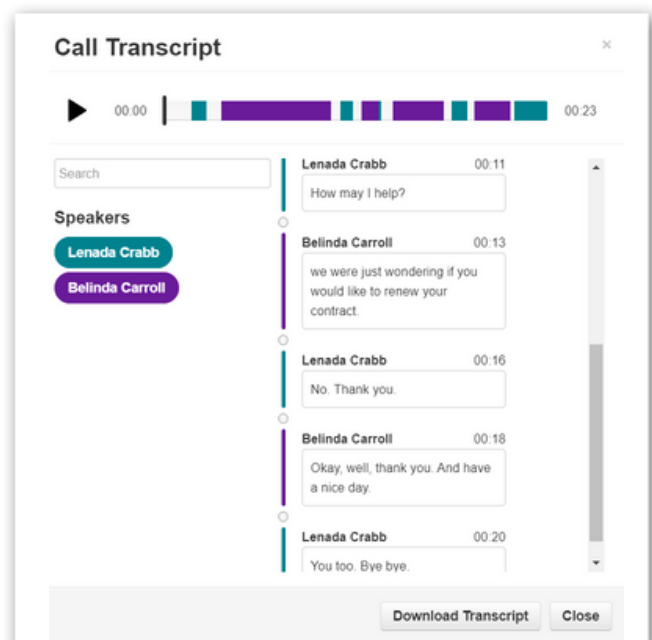 Call Transcript
×
00:00
00:23
Search
Speakers
Lenada Crabb
Belinda Carroll
Lenada Crabb 00:11
How may I help?
Belinda Carroll 00:13
we were just wondering if you
would like to renew your
contract.
Lenada Crabb 00:16
No. Thank you.
Belinda Carroll 00:18
Okay, well, thank you. And have
a nice day.
Lenada Crabb 00:20
You too. Bye bye.
Download Transcript
Close